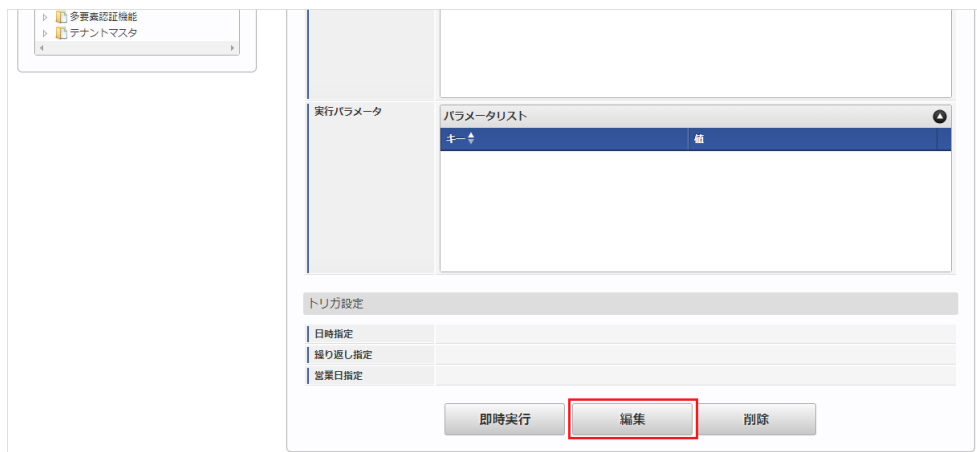 多要素認証機能
テナントマスタ
実行パラメータ
パラメータリスト
キー
値
トリガ設定
日時指定
繰り返し指定
営業日指定
即時実行
編集
削除